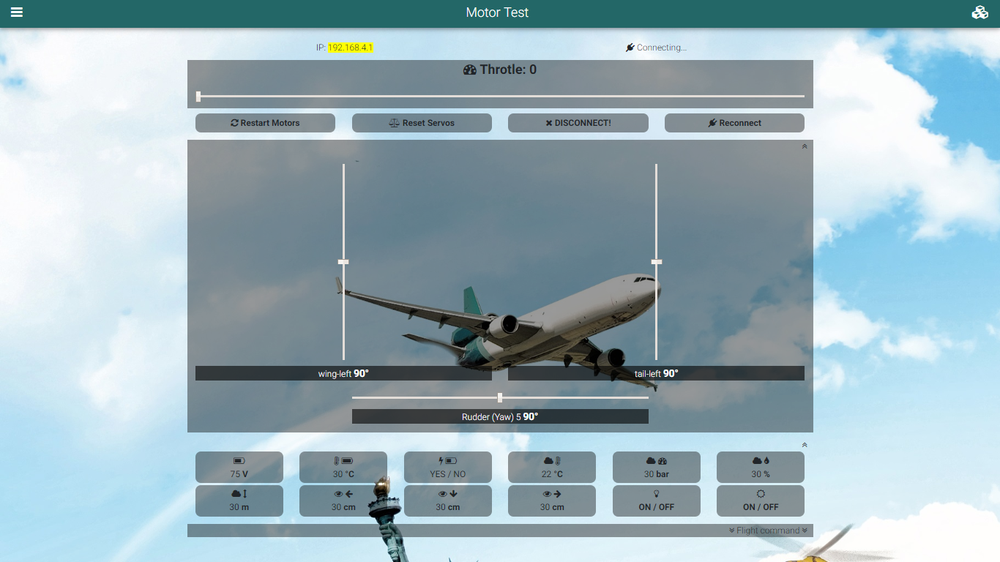 Motor Test
IP: 192.168.4.1
Connecting...
Throtle: 0
Restart Motors
Reset Servos
DISCONNECT!
Reconnect
wing-left 90°
tail-left 90°
Rudder (Yaw) 5 90°
75 V
30 °C
YES / NO
22 °C
30 bar
30 %
30 m
30 cm
30 cm
30 cm
ON / OFF
ON / OFF
Flight command